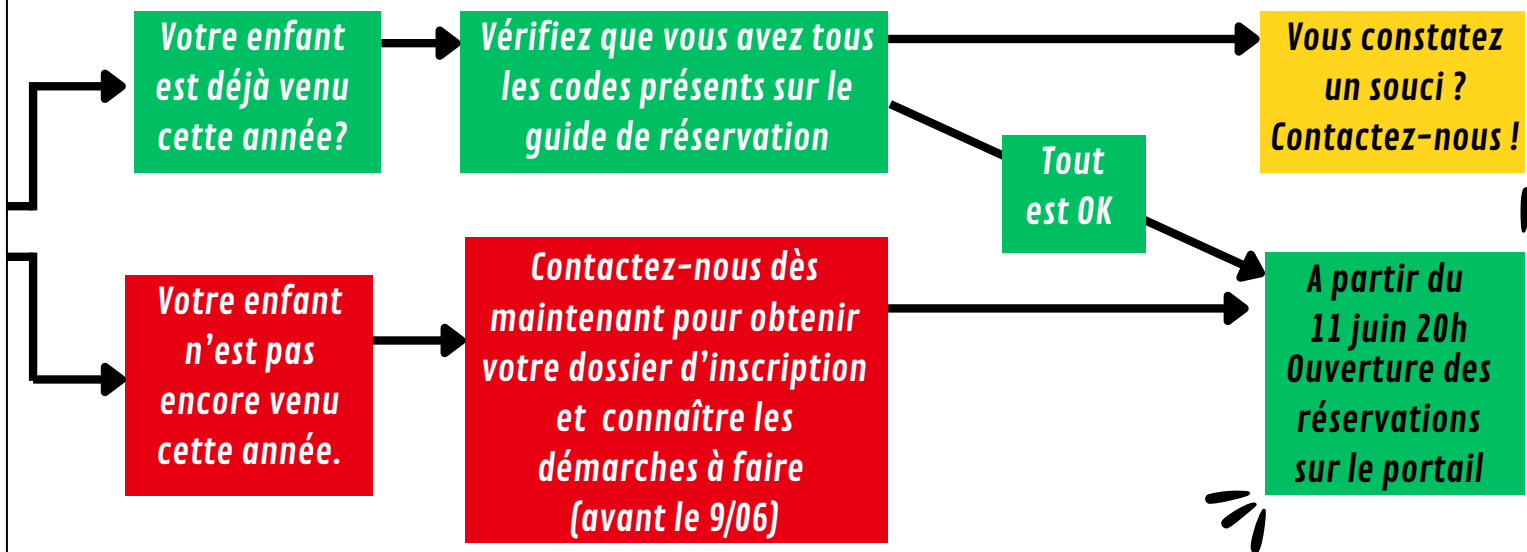 Votre enfant
est déjà venu
cette année?
Vérifiez que vous avez tous
les codes présents sur le
guide de réservation
Vous constatez
un souci ?
Contactez-nous !
Tout
est OK
Votre enfant
n'est pas
encore venu
cette année.
Contactez-nous dès
maintenant pour obtenir
votre dossier d'inscription
et connaître les
démarches à faire
(avant le 9/06)
A partir du
11 juin 20h
Ouverture des
réservations
sur le portail